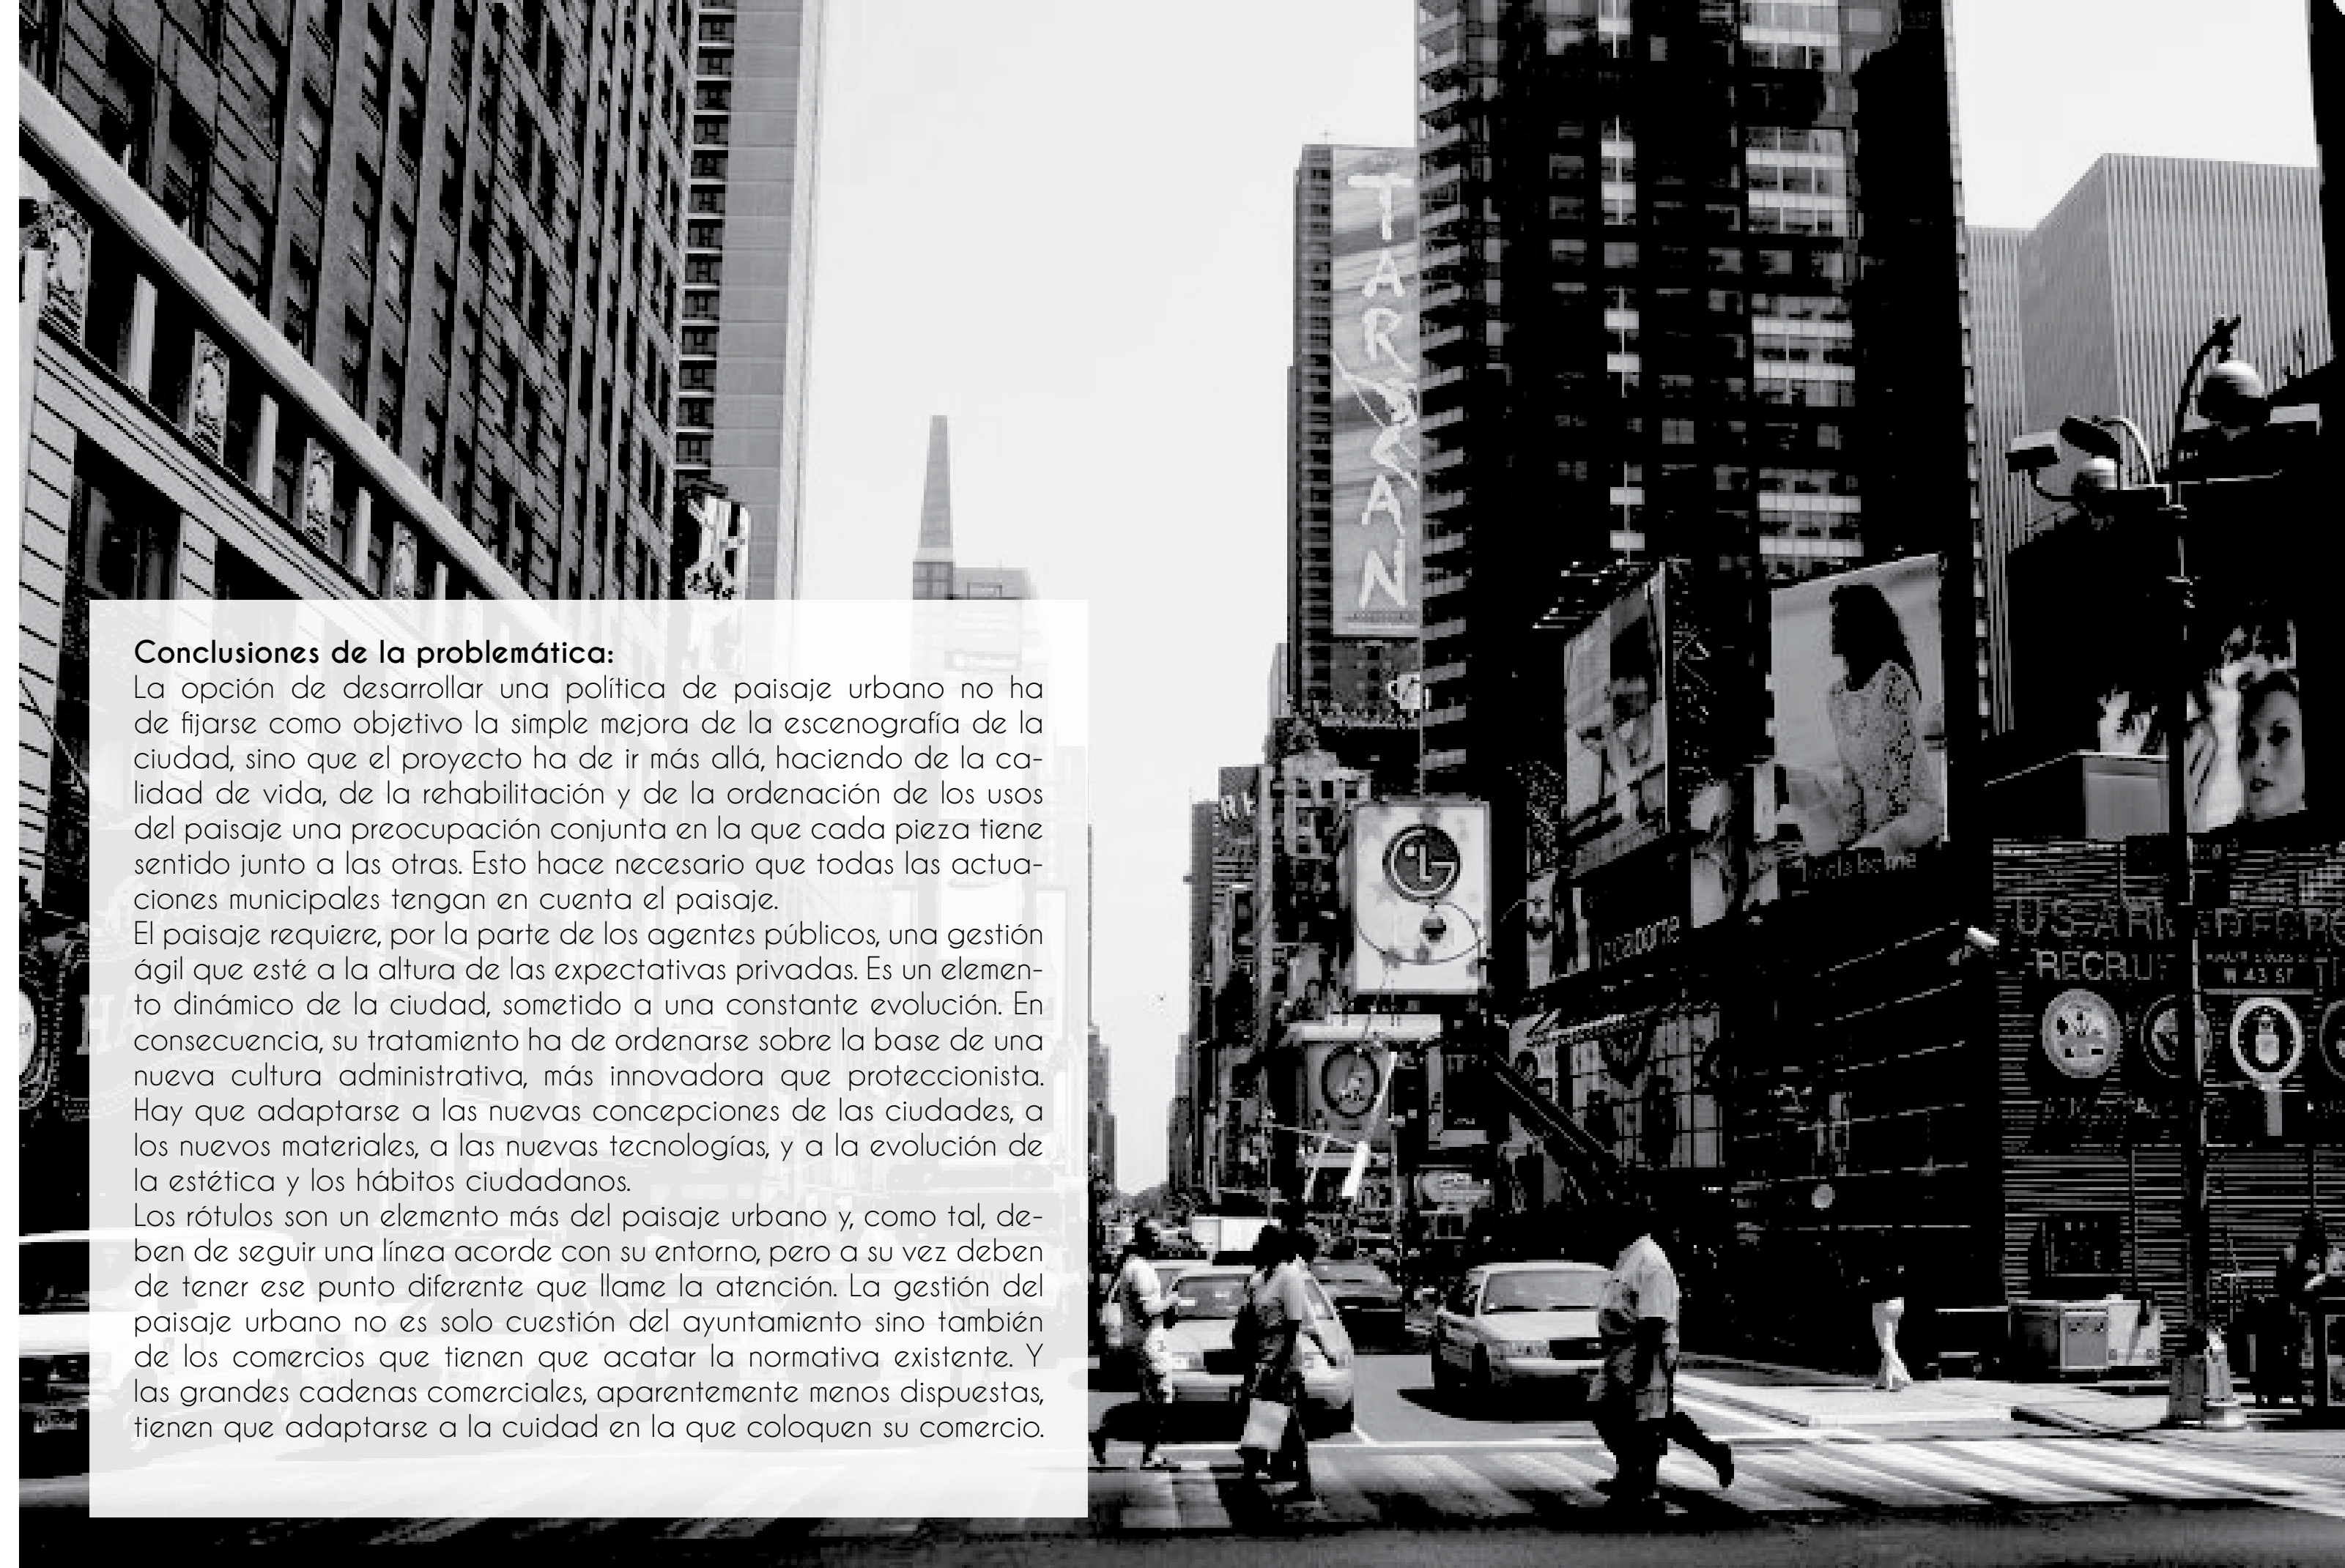 TARZAN
Conclusiones de la problemática:
La opción de desarrollar una política de paisaje urbano no ha
de fijarse como objetivo la simple mejora de la escenografía de la
ciudad, sino que el proyecto ha de ir más allá, haciendo de la ca-
lidad de vida, de la rehabilitación y de la ordenación de los usos
del paisaje una preocupación conjunta en la que cada pieza tiene
sentido junto a las otras. Esto hace necesario que todas las actua-
ciones municipales tengan en cuenta el paisaje.
El paisaje requiere, por la parte de los agentes públicos, una gestión
ágil que esté a la altura de las expectativas privadas. Es un elemen-
to dinámico de la ciudad, sometido a una constante evolución. En
consecuencia, su tratamiento ha de ordenarse sobre la base de una
nueva cultura administrativa, más innovadora que proteccionista.
Hay que adaptarse a las nuevas concepciones de las ciudades, a
los nuevos materiales, a las nuevas tecnologías, y a la evolución de
la estética y los hábitos ciudadanos.
Los rótulos son un elemento más del paisaje urbano y, como tal, de-
ben de seguir una línea acorde con su entorno, pero a su vez deben
de tener ese punto diferente que llame la atención. La gestión del
paisaje urbano no es solo cuestión del ayuntamiento sino también
de los comercios que tienen que acatar la normativa existente. Y
las grandes cadenas comerciales, aparentemente menos dispuestas,
tienen que adaptarse a la cuidad en la que coloquen su comercio.
LG
W 43 ST